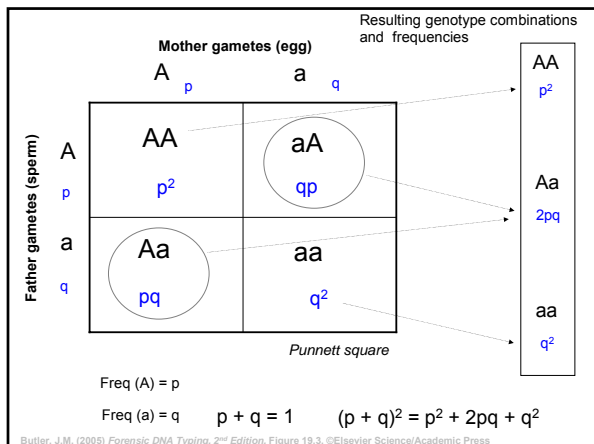 Resulting genotype combinations
and frequencies
Mother gametes (egg)
A p a q
Father gametes (sperm)
A
p
AA
p²
aA
qp
a
q
Aa
pq
aa
q²
AA
p²
Aa
2pq
aa
q²
Punnett square
Freq (A) = p
Freq (a) = q p + q = 1 (p + q)² = p² + 2pq + q²
Butler, J.M. (2005) Forensic DNA Typing, 2nd Edition, Figure 19.3, ©Elsevier Science/Academic Press